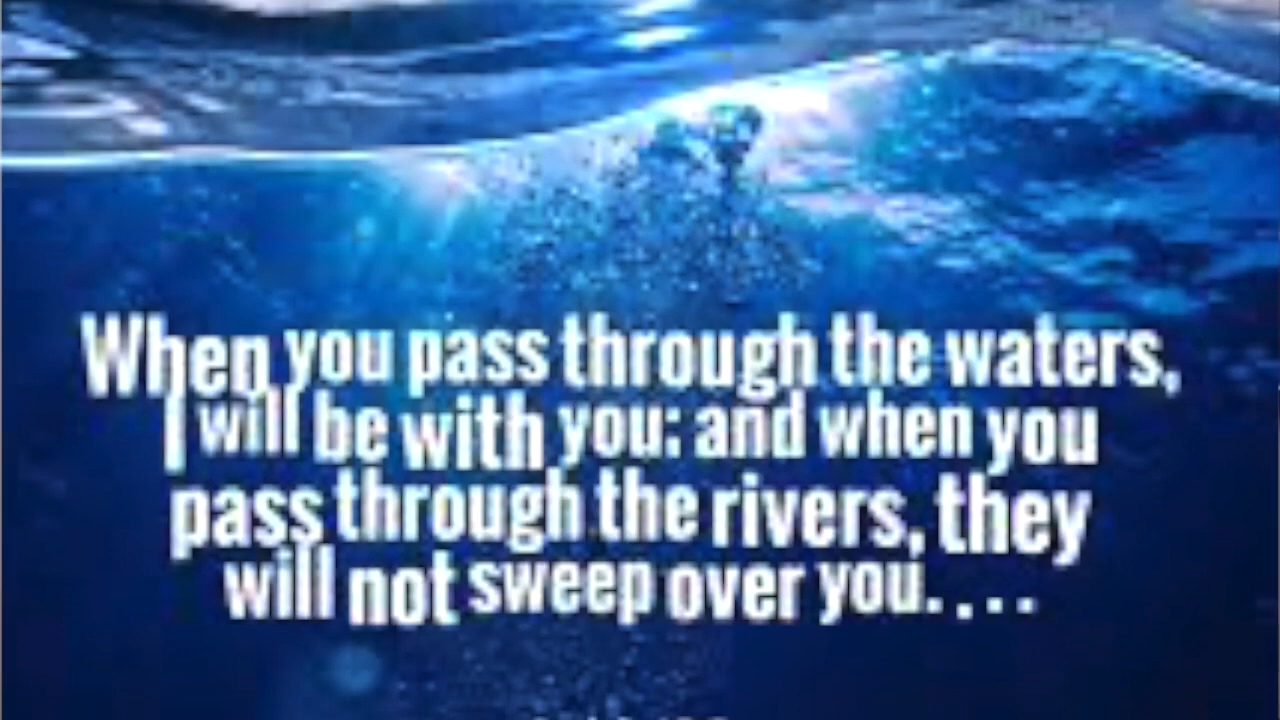 When you pass through the waters,
I will be with you: and when you
pass through the rivers, they
will not sweep over you. . . .